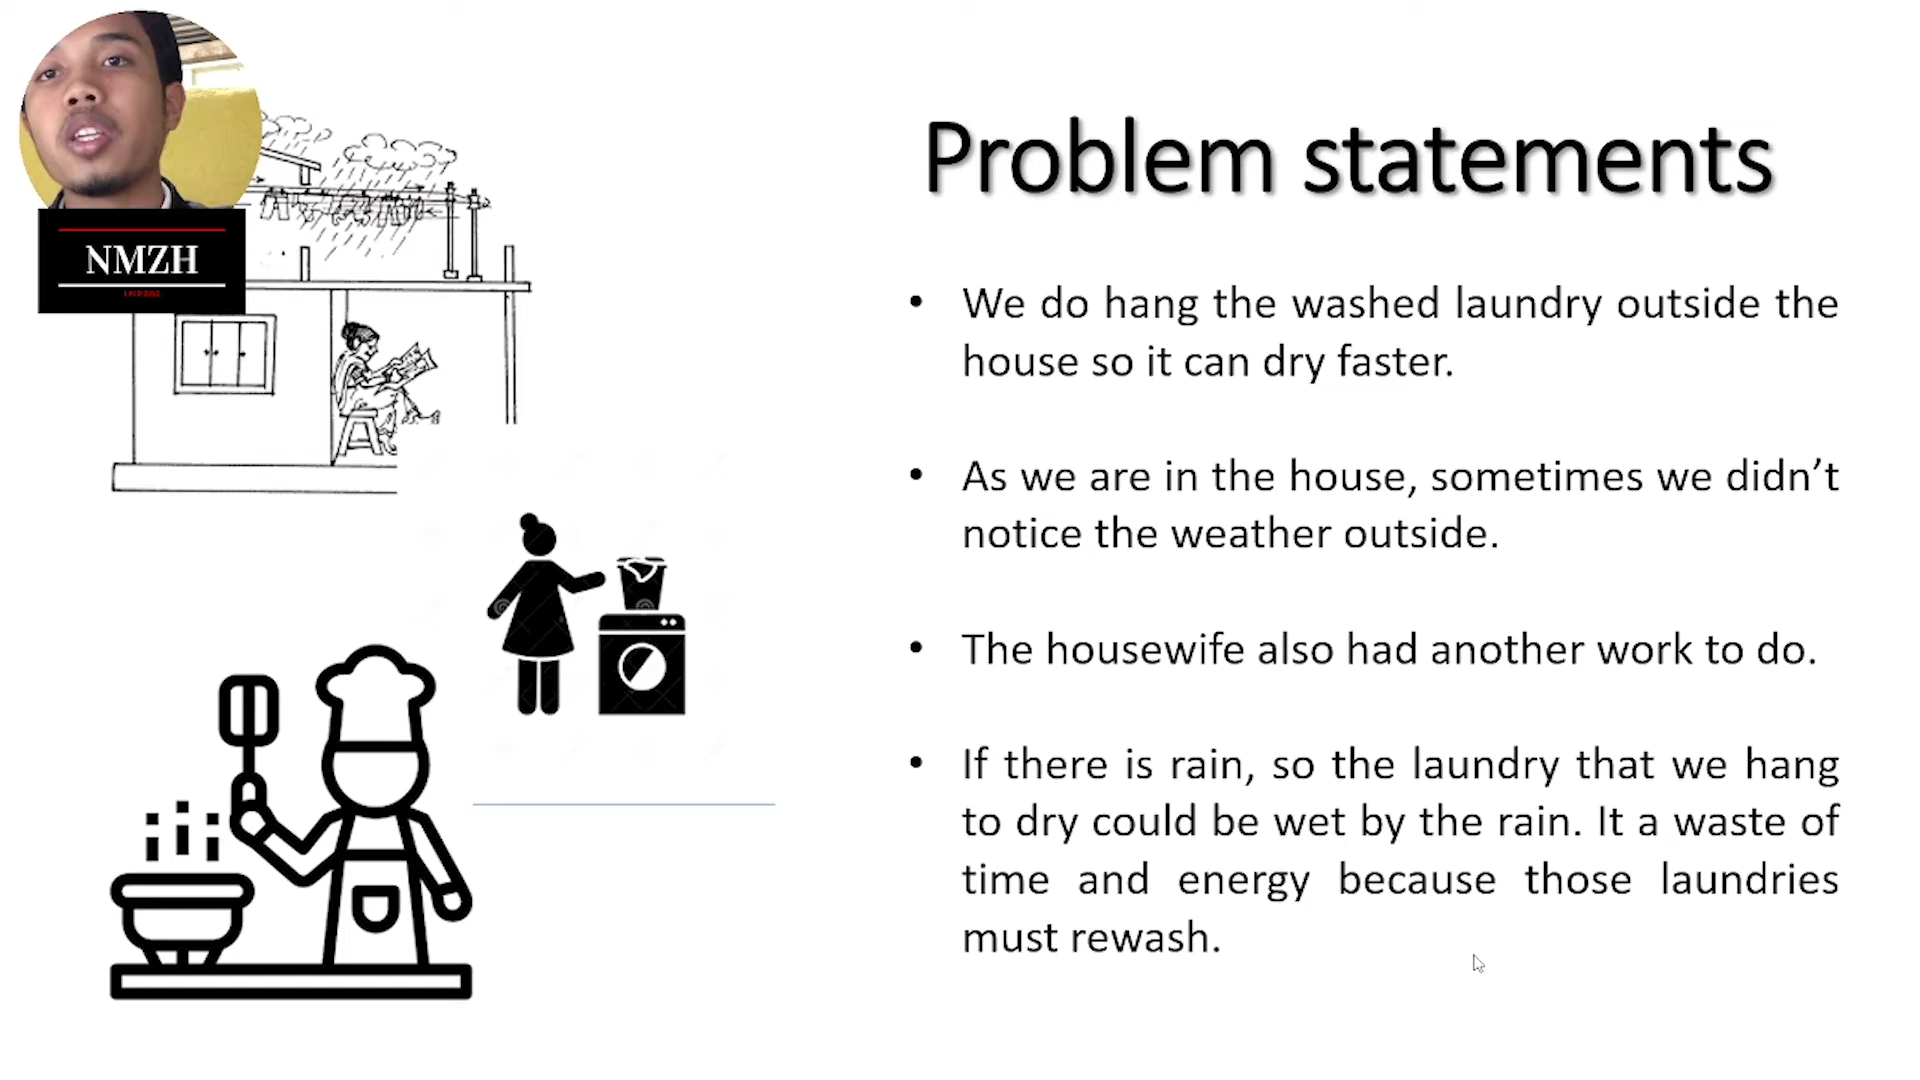 NMZH
Problem statements
• We do hang the washed laundry outside the
house so it can dry faster.
• As we are in the house, sometimes we didn’t
notice the weather outside.
• The housewife also had another work to do.
• If there is rain, so the laundry that we hang
to dry could be wet by the rain. It a waste of
time and energy because those laundries
must rewash.